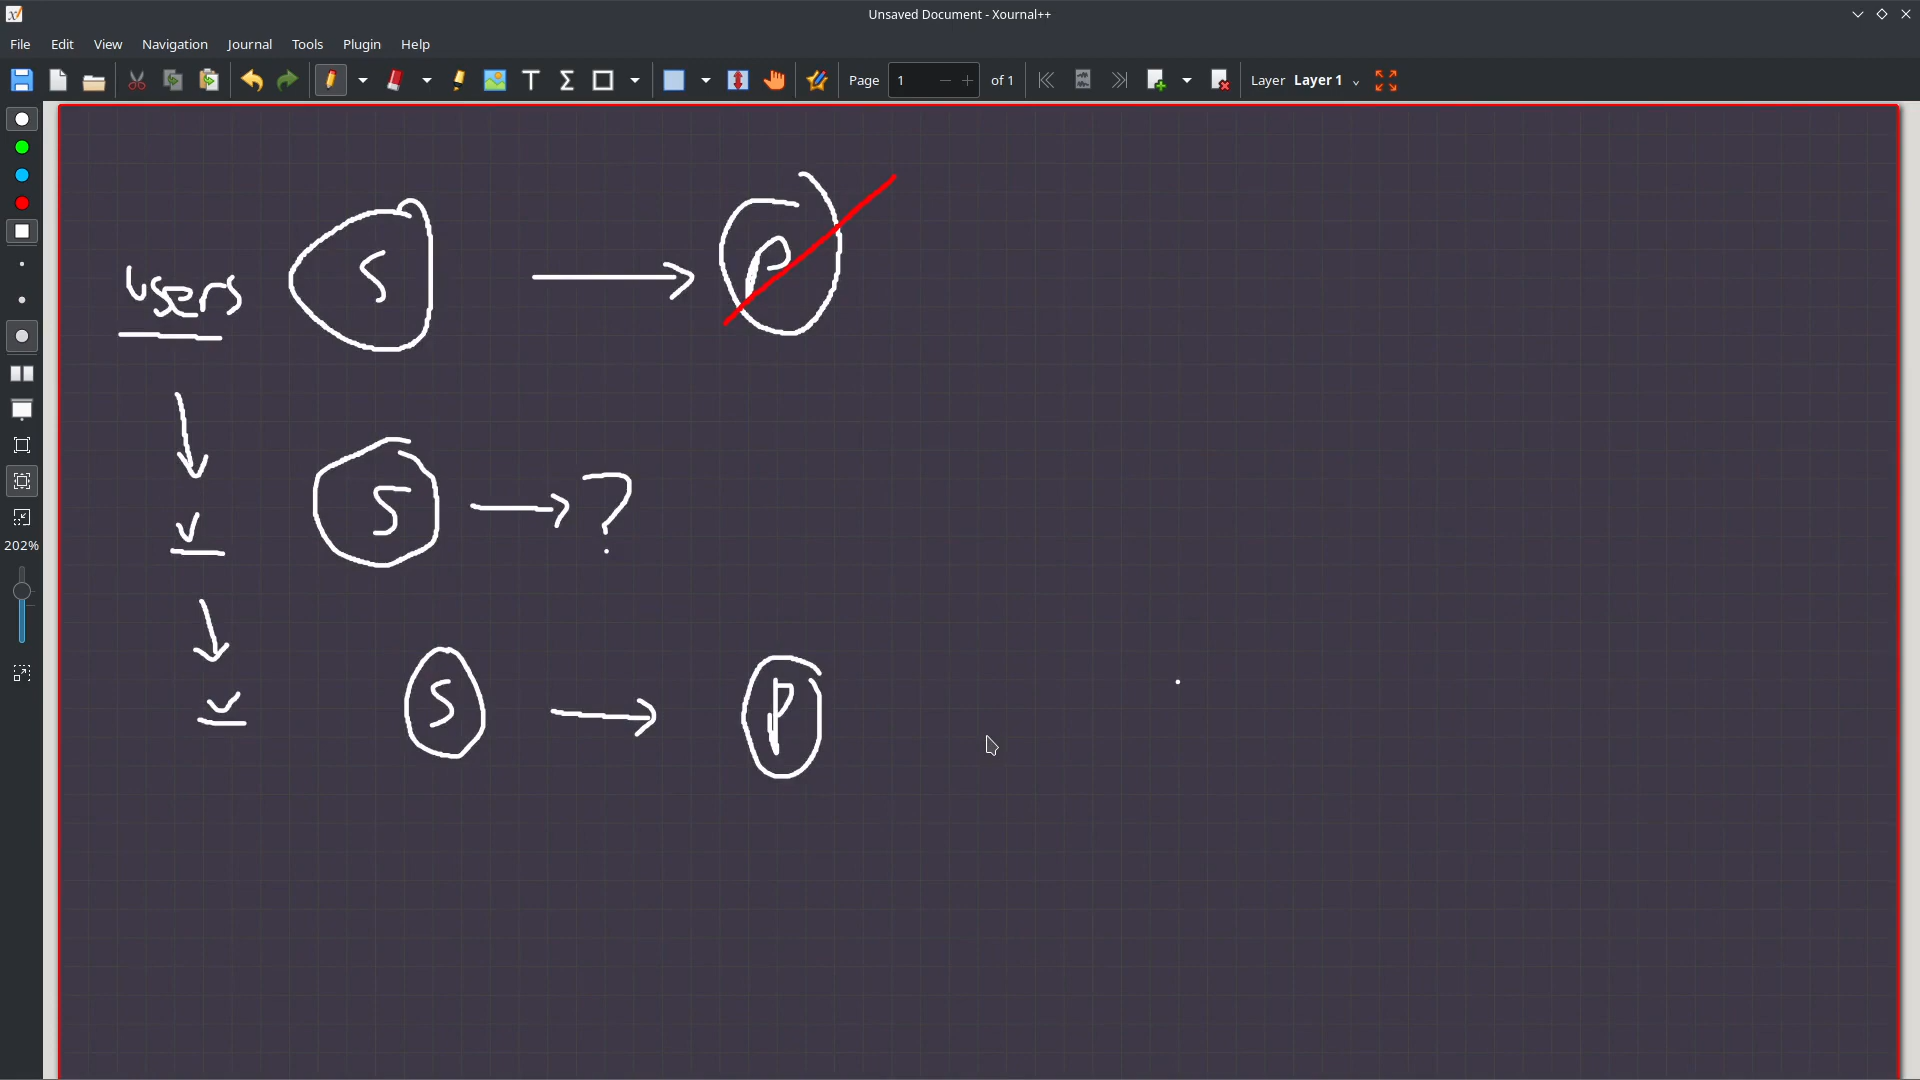 Unsaved Document - Xournal++
File Edit View Navigation Journal Tools Plugin Help
T Σ Page 1 of 1 Layer Layer 1
users S → P
S → ?
v
S → P
v
202%